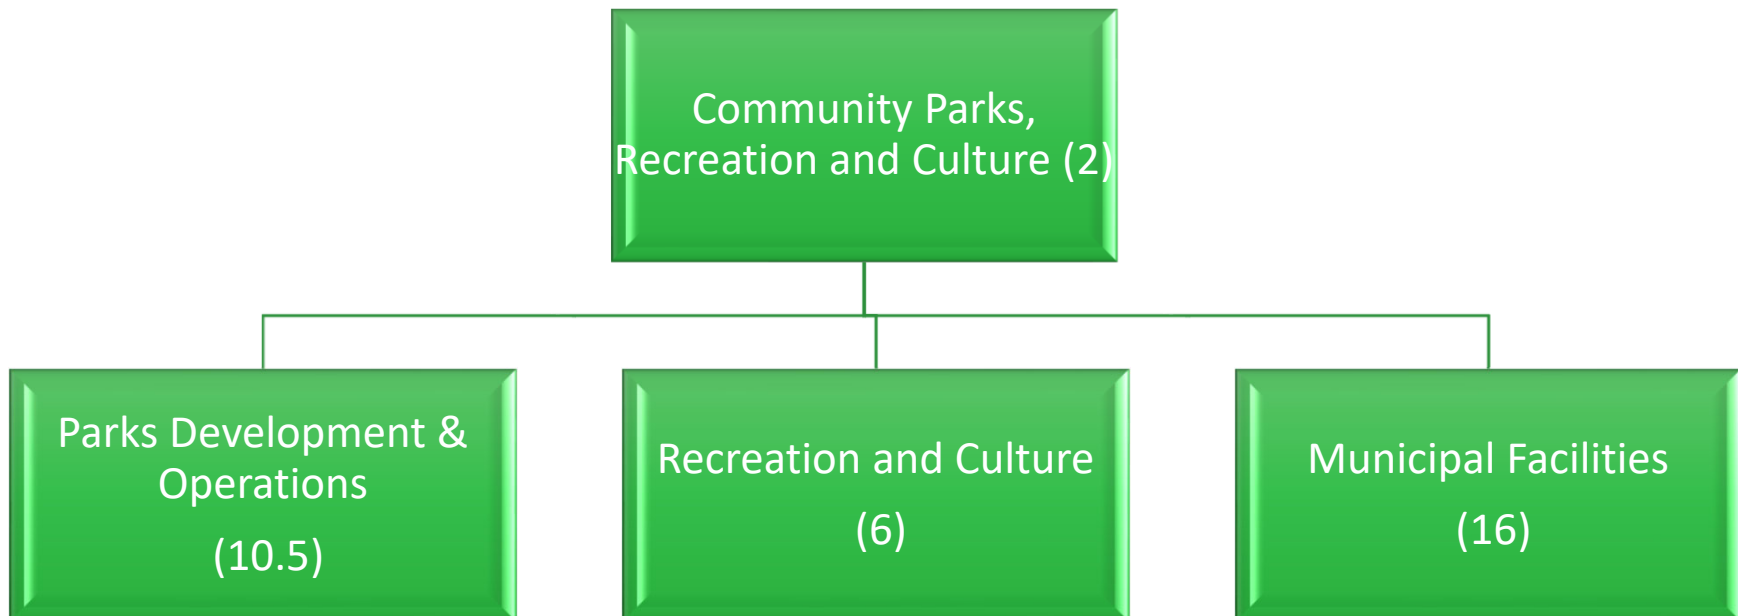 Community Parks,
Recreation and Culture (2)
Parks Development &
Operations
(10.5)
Recreation and Culture
(6)
Municipal Facilities
(16)